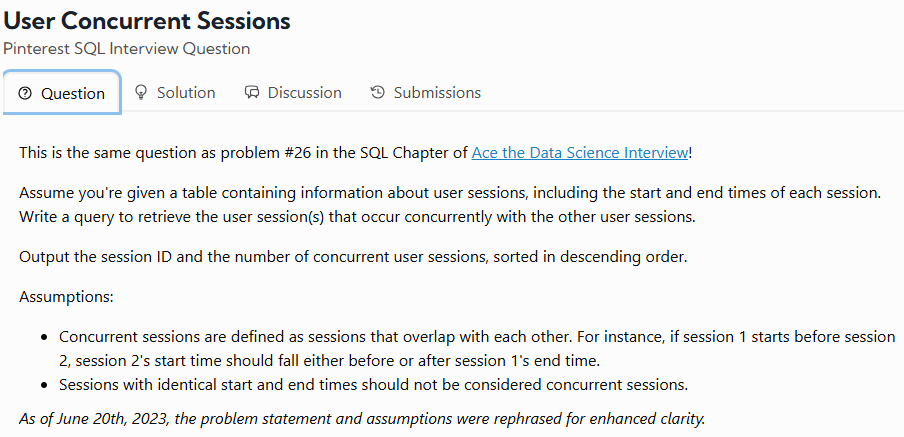 User Concurrent Sessions
Pinterest SQL Interview Question
Question Solution Discussion Submissions
This is the same question as problem #26 in the SQL Chapter of Ace the Data Science Interview!
Assume you're given a table containing information about user sessions, including the start and end times of each session.
Write a query to retrieve the user session(s) that occur concurrently with the other user sessions.
Output the session ID and the number of concurrent user sessions, sorted in descending order.
Assumptions:
• Concurrent sessions are defined as sessions that overlap with each other. For instance, if session 1 starts before session
2, session 2's start time should fall either before or after session 1's end time.
• Sessions with identical start and end times should not be considered concurrent sessions.
As of June 20th, 2023, the problem statement and assumptions were rephrased for enhanced clarity.